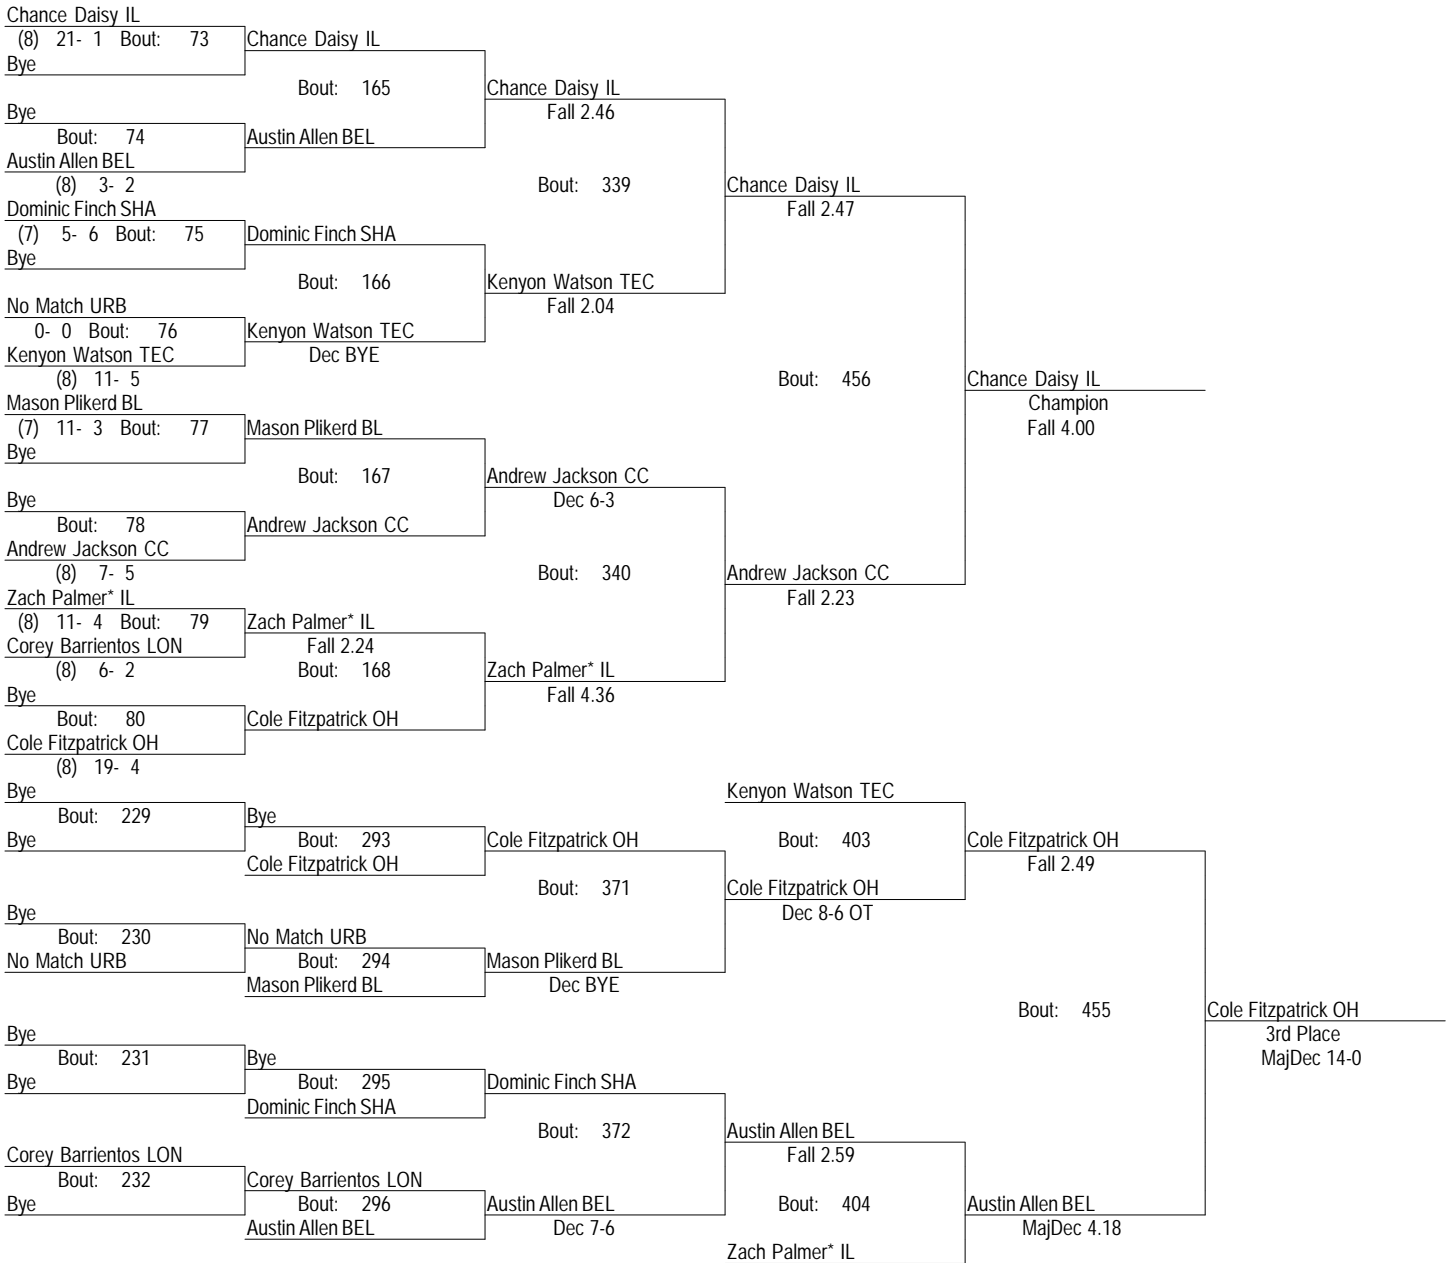 Chance Daisy IL
(8) 21- 1 Bout: 73 Chance Daisy IL
Bye
Bout: 165 Chance Daisy IL
Bye Fall 2.46
Bout: 74 Austin Allen BEL
Austin Allen BEL
(8) 3- 2 Bout: 339 Chance Daisy IL
Dominic Finch SHA Fall 2.47
(7) 5- 6 Bout: 75 Dominic Finch SHA
Bye
Bout: 166 Kenyon Watson TEC
No Match URB Fall 2.04
0- 0 Bout: 76 Kenyon Watson TEC
Kenyon Watson TEC Dec BYE
(8) 11- 5 Bout: 456 Chance Daisy IL
Mason Plikerd BL Champion
(7) 11- 3 Bout: 77 Mason Plikerd BL Fall 4.00
Bye
Bout: 167 Andrew Jackson CC
Bye Dec 6-3
Bout: 78 Andrew Jackson CC
Andrew Jackson CC
(8) 7- 5 Bout: 340 Andrew Jackson CC
Zach Palmer* IL Fall 2.23
(8) 11- 4 Bout: 79 Zach Palmer* IL
Corey Barrientos LON Fall 2.24
(8) 6- 2 Bout: 168 Zach Palmer* IL
Bye Fall 4.36
Bout: 80 Cole Fitzpatrick OH
Cole Fitzpatrick OH
(8) 19- 4
Bye Kenyon Watson TEC
Bout: 229 Bye
Bye Bout: 293 Cole Fitzpatrick OH Bout: 403 Cole Fitzpatrick OH
Cole Fitzpatrick OH Fall 2.49
Bout: 371 Cole Fitzpatrick OH
Bye Dec 8-6 OT
Bout: 230 No Match URB
No Match URB Bout: 294 Mason Plikerd BL
Mason Plikerd BL Dec BYE
Bout: 455 Cole Fitzpatrick OH
Bye 3rd Place
Bout: 231 Bye MajDec 14-0
Bye Bout: 295 Dominic Finch SHA
Dominic Finch SHA
Bout: 372 Austin Allen BEL
Corey Barrientos LON Fall 2.59
Bout: 232 Corey Barrientos LON
Bye Bout: 296 Austin Allen BEL Bout: 404 Austin Allen BEL
Austin Allen BEL Dec 7-6 MajDec 4.18
Zach Palmer* IL